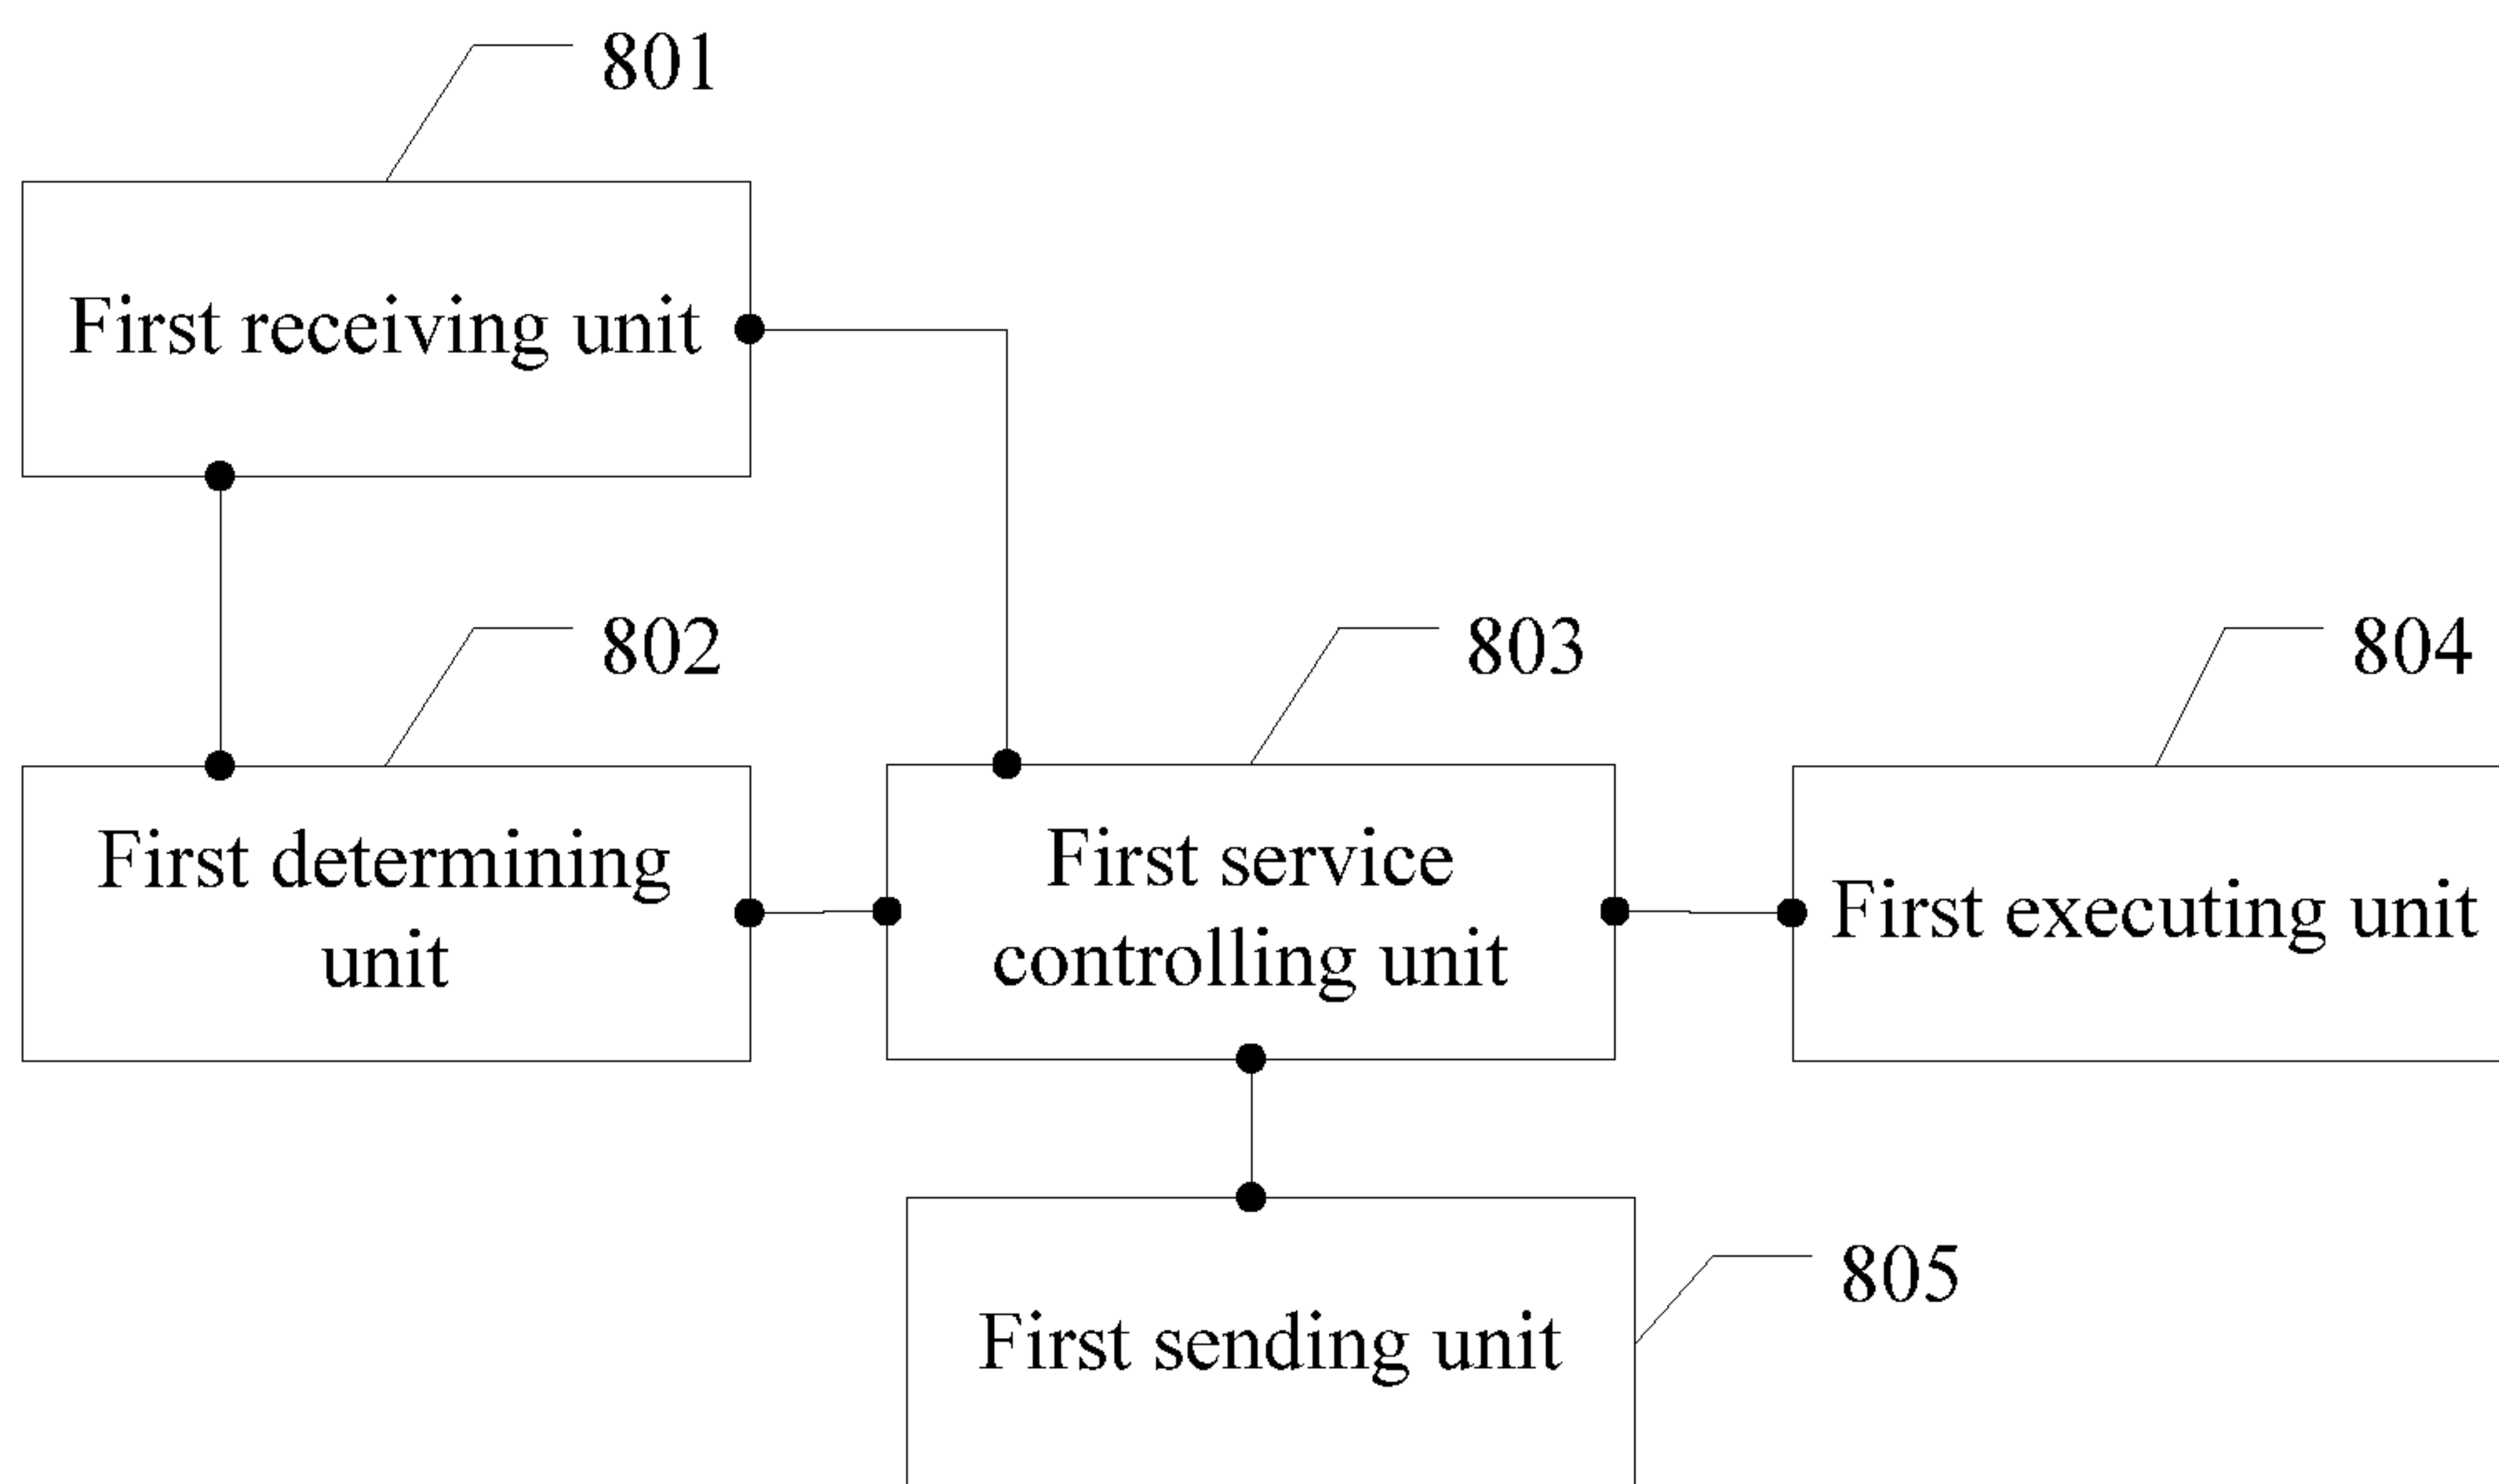 801
First receiving unit
802
803
804
First determining
unit
First service
controlling unit
First executing unit
805
First sending unit